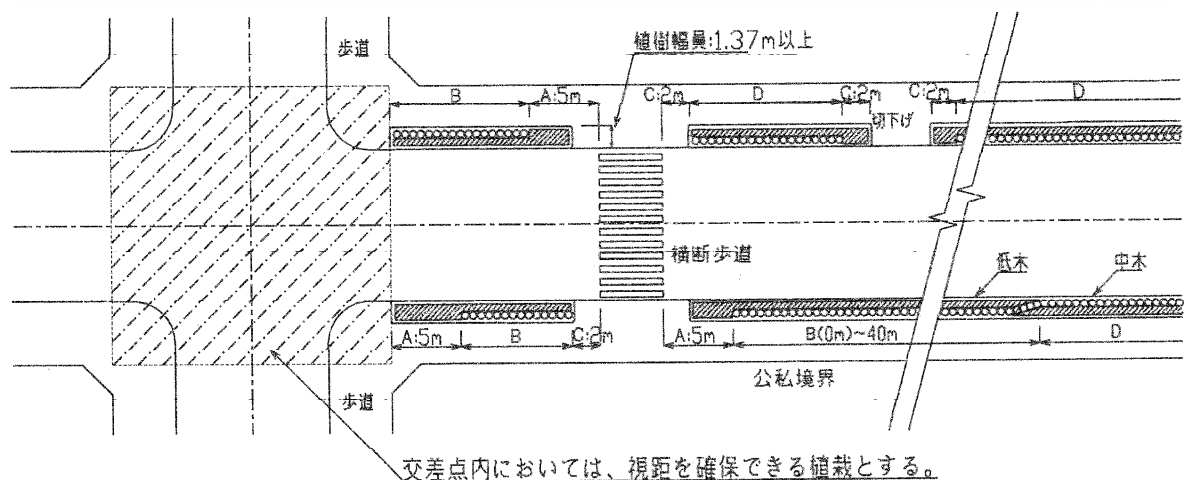 歩道
植樹幅員:1.37m以上
B
A:5m
C:2m
D
C:2m
C:2m
D
切下げ
横断歩道
低木
中木
A:5m
B
C:2m
A:5m
B(0m)~40m
D
公私境界
歩道
交差点内においては、視距を確保できる植栽とする。